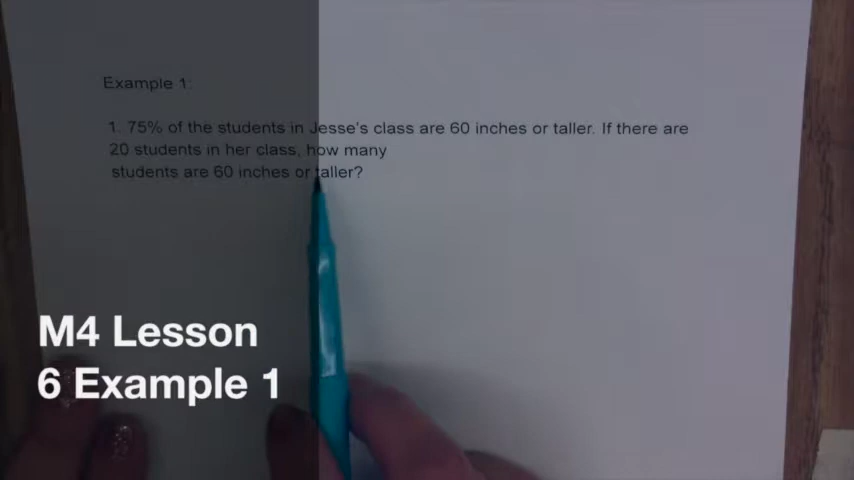 Example 1:
1. 75% of the students in Jesse's class are 60 inches or taller. If there are
20 students in her class, how many
students are 60 inches or taller?
M4 Lesson
6 Example 1